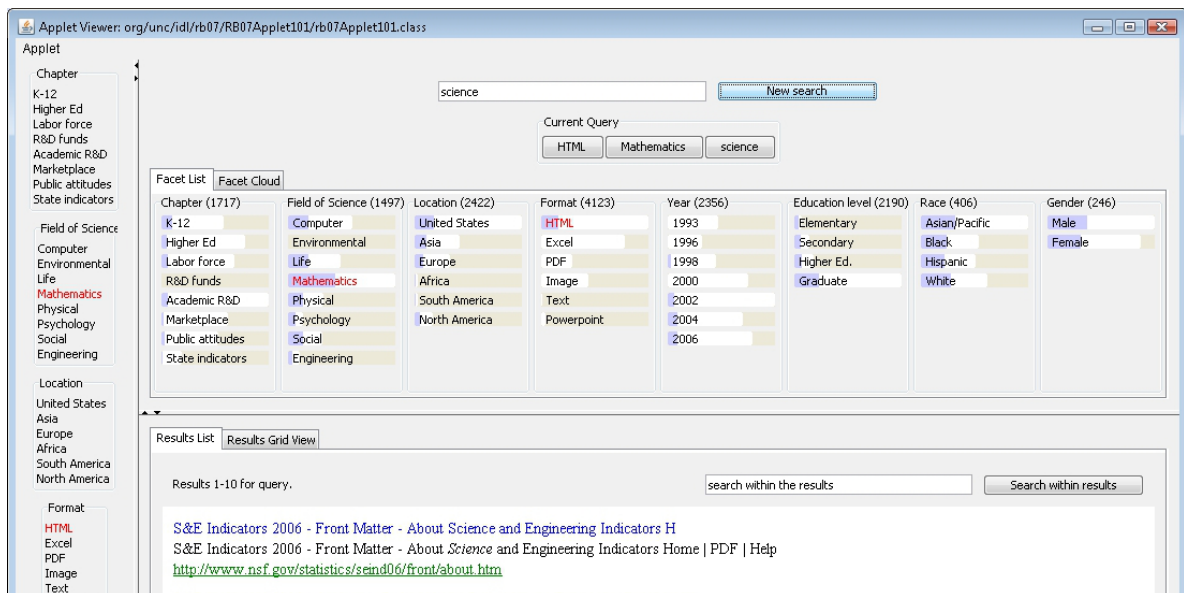 Applet Viewer: org/unc/idl/rb07/RB07Applet101/rb07Applet101.class
Applet
Chapter
K-12
Higher Ed
Labor force
R&D funds
Academic R&D
Marketplace
Public attitudes
State indicators
Field of Science
Computer
Environmental
Life
Mathematics
Physical
Psychology
Social
Engineering
Location
United States
Asia
Europe
Africa
South America
North America
Format
HTML
Excel
PDF
Image
Text
science
New search
Current Query
HTML Mathematics science
Facet List Facet Cloud
Chapter (1717)
K-12
Higher Ed
Labor force
R&D funds
Academic R&D
Marketplace
Public attitudes
State indicators
Field of Science (1497)
Computer
Environmental
Life
Mathematics
Physical
Psychology
Social
Engineering
Location (2422)
United States
Asia
Europe
Africa
South America
North America
Format (4123)
HTML
Excel
PDF
Image
Text
Powerpoint
Year (2356)
1993
1996
1998
2000
2002
2004
2006
Education level (2190)
Elementary
Secondary
Higher Ed.
Graduate
Race (406)
Asian/Pacific
Black
Hispanic
White
Gender (246)
Male
Female
Results List Results Grid View
Results 1-10 for query.
search within the results
Search within results
S&E Indicators 2006 - Front Matter - About Science and Engineering Indicators H
S&E Indicators 2006 - Front Matter - About Science and Engineering Indicators Home | PDF | Help
http://www.nsf.gov/statistics/seind06/front/about.htm